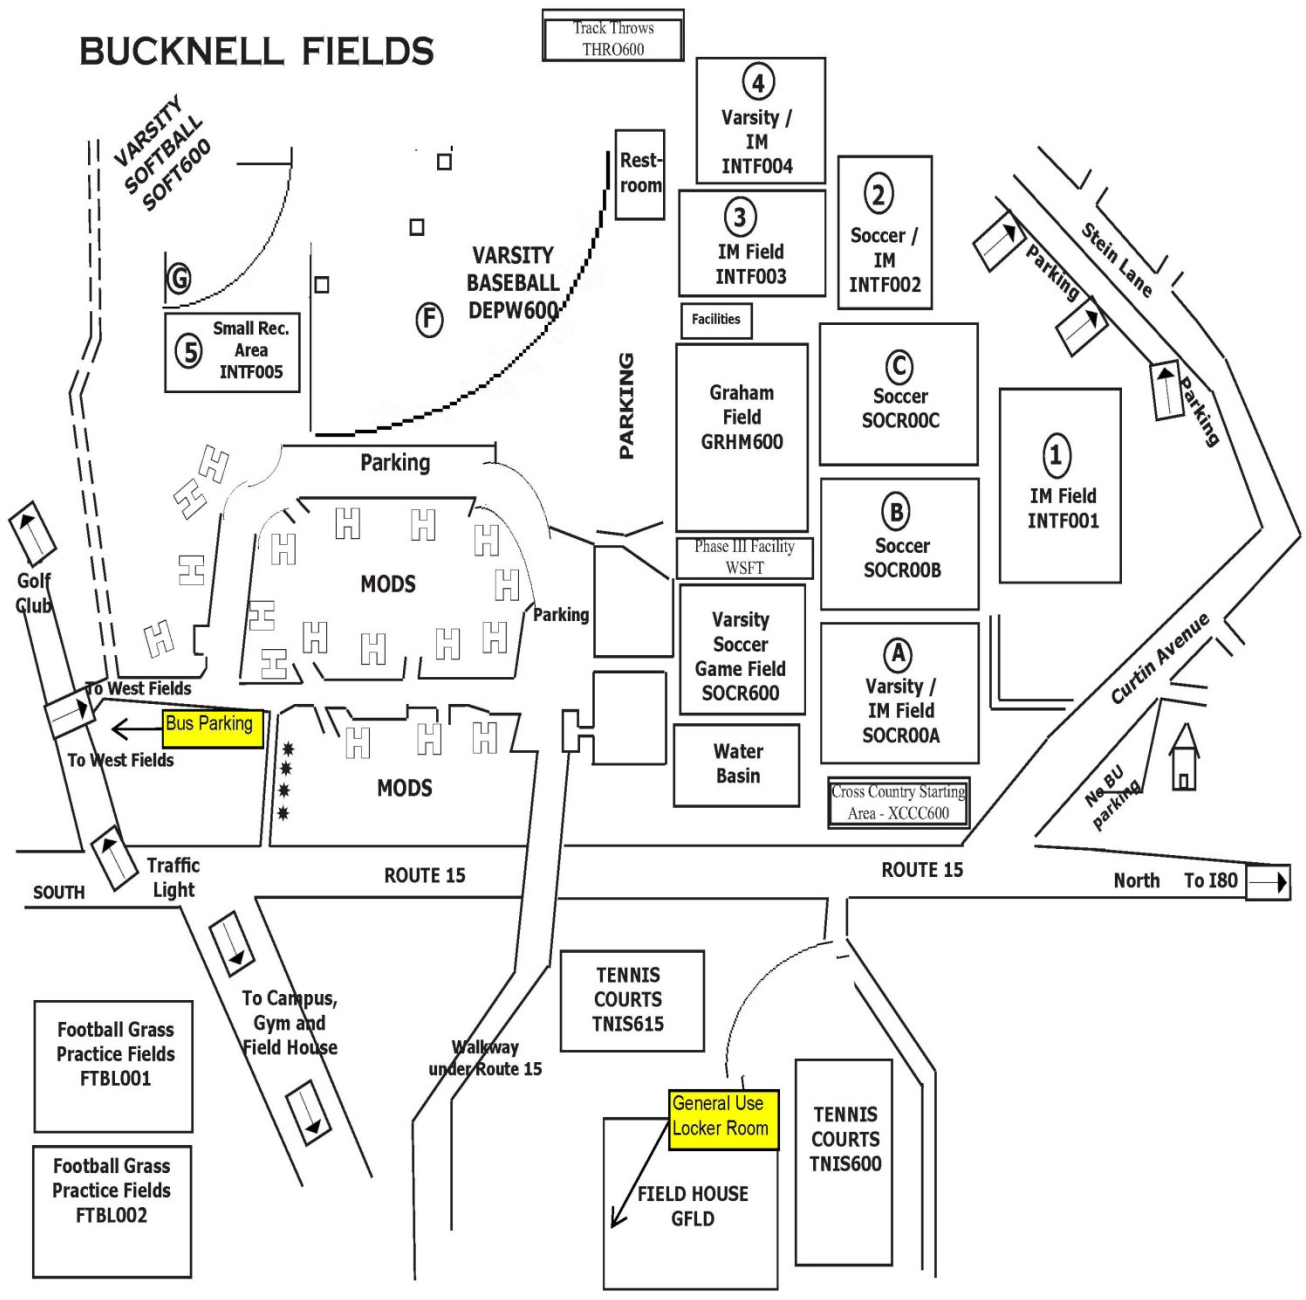 BUCKNELL FIELDS
Track Throws
THRO600
VARSITY
SOFTBALL
SOFT600
4
Varsity /
IM
INTF004
Rest-
room
3
IM Field
INTF003
2
Soccer /
IM
INTF002
Stein Lane
Parking
Parking
G
VARSITY
BASEBALL
DEPW600
F
Facilities
5
Small Rec.
Area
INTF005
PARKING
Graham
Field
GRHM600
C
Soccer
SOCR00C
1
IM Field
INTF001
Parking
H
H
H
H
H
H
MODS
H
H
H
H
H
H
H
H
H
H
Golf
Club
Parking
B
Soccer
SOCR00B
Phase III Facility
WSFT
Varsity
Soccer
Game Field
SOCR600
A
Varsity /
IM Field
SOCR00A
Curtin Avenue
To West Fields
Bus Parking
To West Fields
H
H
H
MODS
Water
Basin
Cross Country Starting
Area - XCCC600
No BU
parking
Traffic
Light
SOUTH
ROUTE 15
ROUTE 15
North To I80
To Campus,
Gym and
Field House
Walkway
under Route 15
TENNIS
COURTS
TNIS615
Football Grass
Practice Fields
FTBL001
Football Grass
Practice Fields
FTBL002
General Use
Locker Room
FIELD HOUSE
GFLD
TENNIS
COURTS
TNIS600